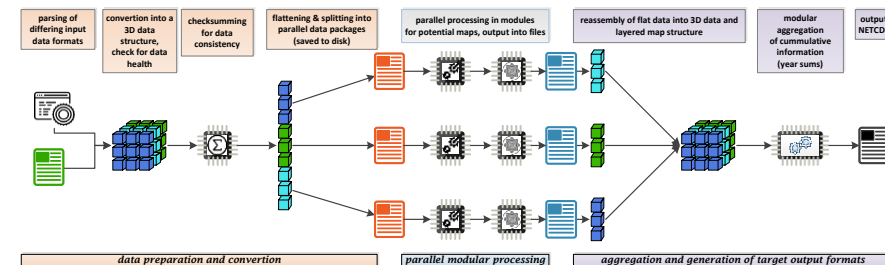 parsing of
differing input
data formats
convertion into a
3D data
structure,
check for data
health
checksumming
for data
consistency
flattening & splitting into
parallel data packages
(saved to disk)
parallel processing in modules
for potential maps, output into files
reassembly of flat data into 3D data and
layered map structure
modular
aggregation
of cummulative
information
(year sums)
output
NETCD
Σ
data preparation and convertion
parallel modular processing
aggregation and generation of target output formats